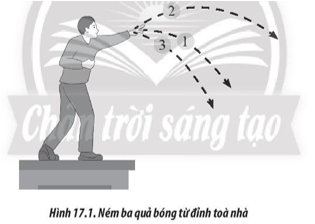 2
3
1
Chân trời sáng tạo
Hình 17.1. Ném ba quả bóng từ đỉnh toà nhà